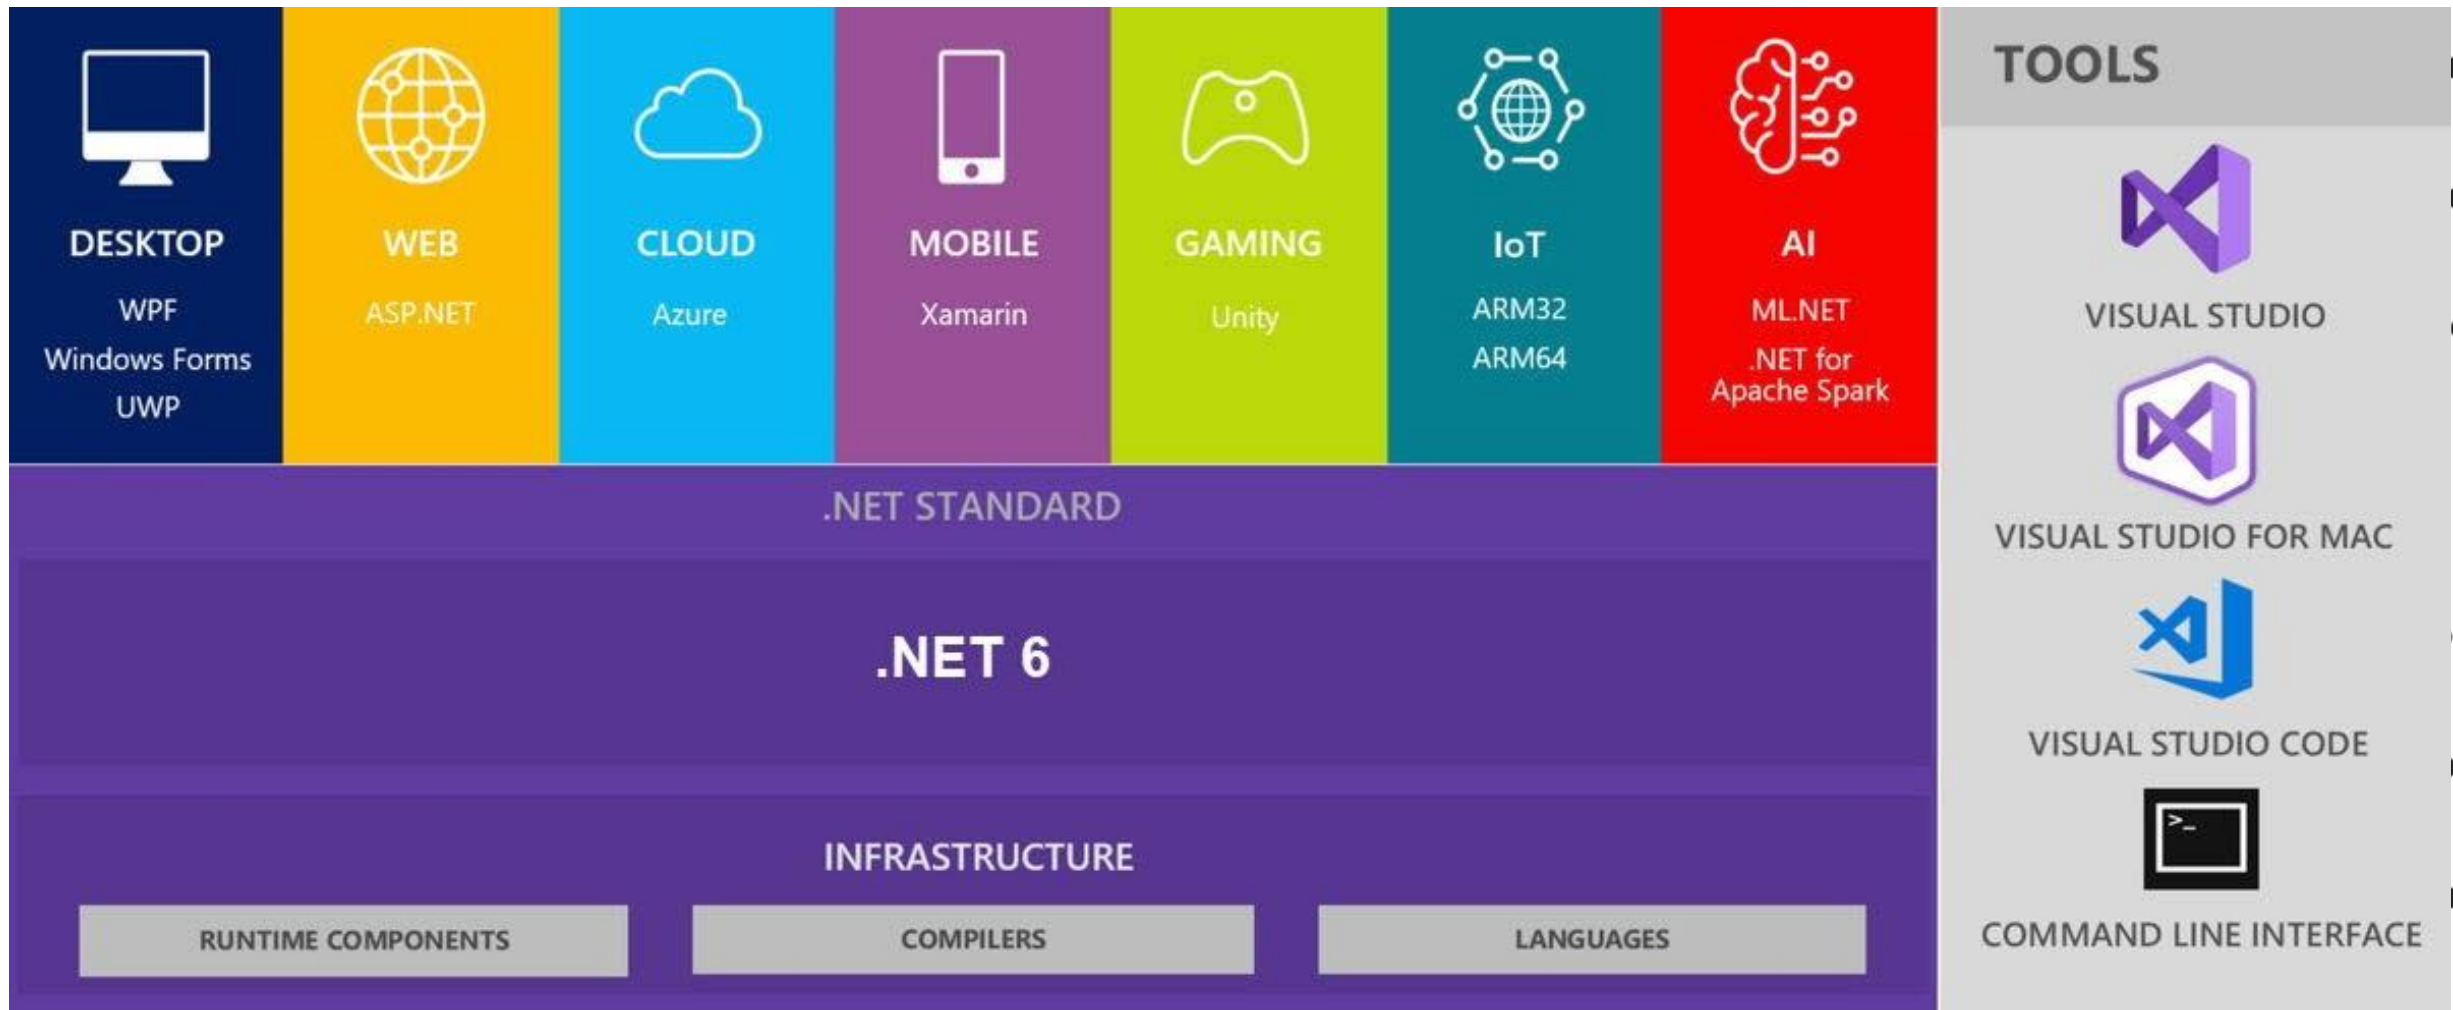 DESKTOP
WPF
Windows Forms
UWP
WEB
ASP.NET
CLOUD
Azure
MOBILE
Xamarin
GAMING
Unity
IoT
ARM32
ARM64
AI
ML.NET
.NET for
Apache Spark
.NET STANDARD
.NET 6
INFRASTRUCTURE
RUNTIME COMPONENTS
COMPILERS
LANGUAGES
TOOLS
VISUAL STUDIO
VISUAL STUDIO FOR MAC
VISUAL STUDIO CODE
>_
COMMAND LINE INTERFACE